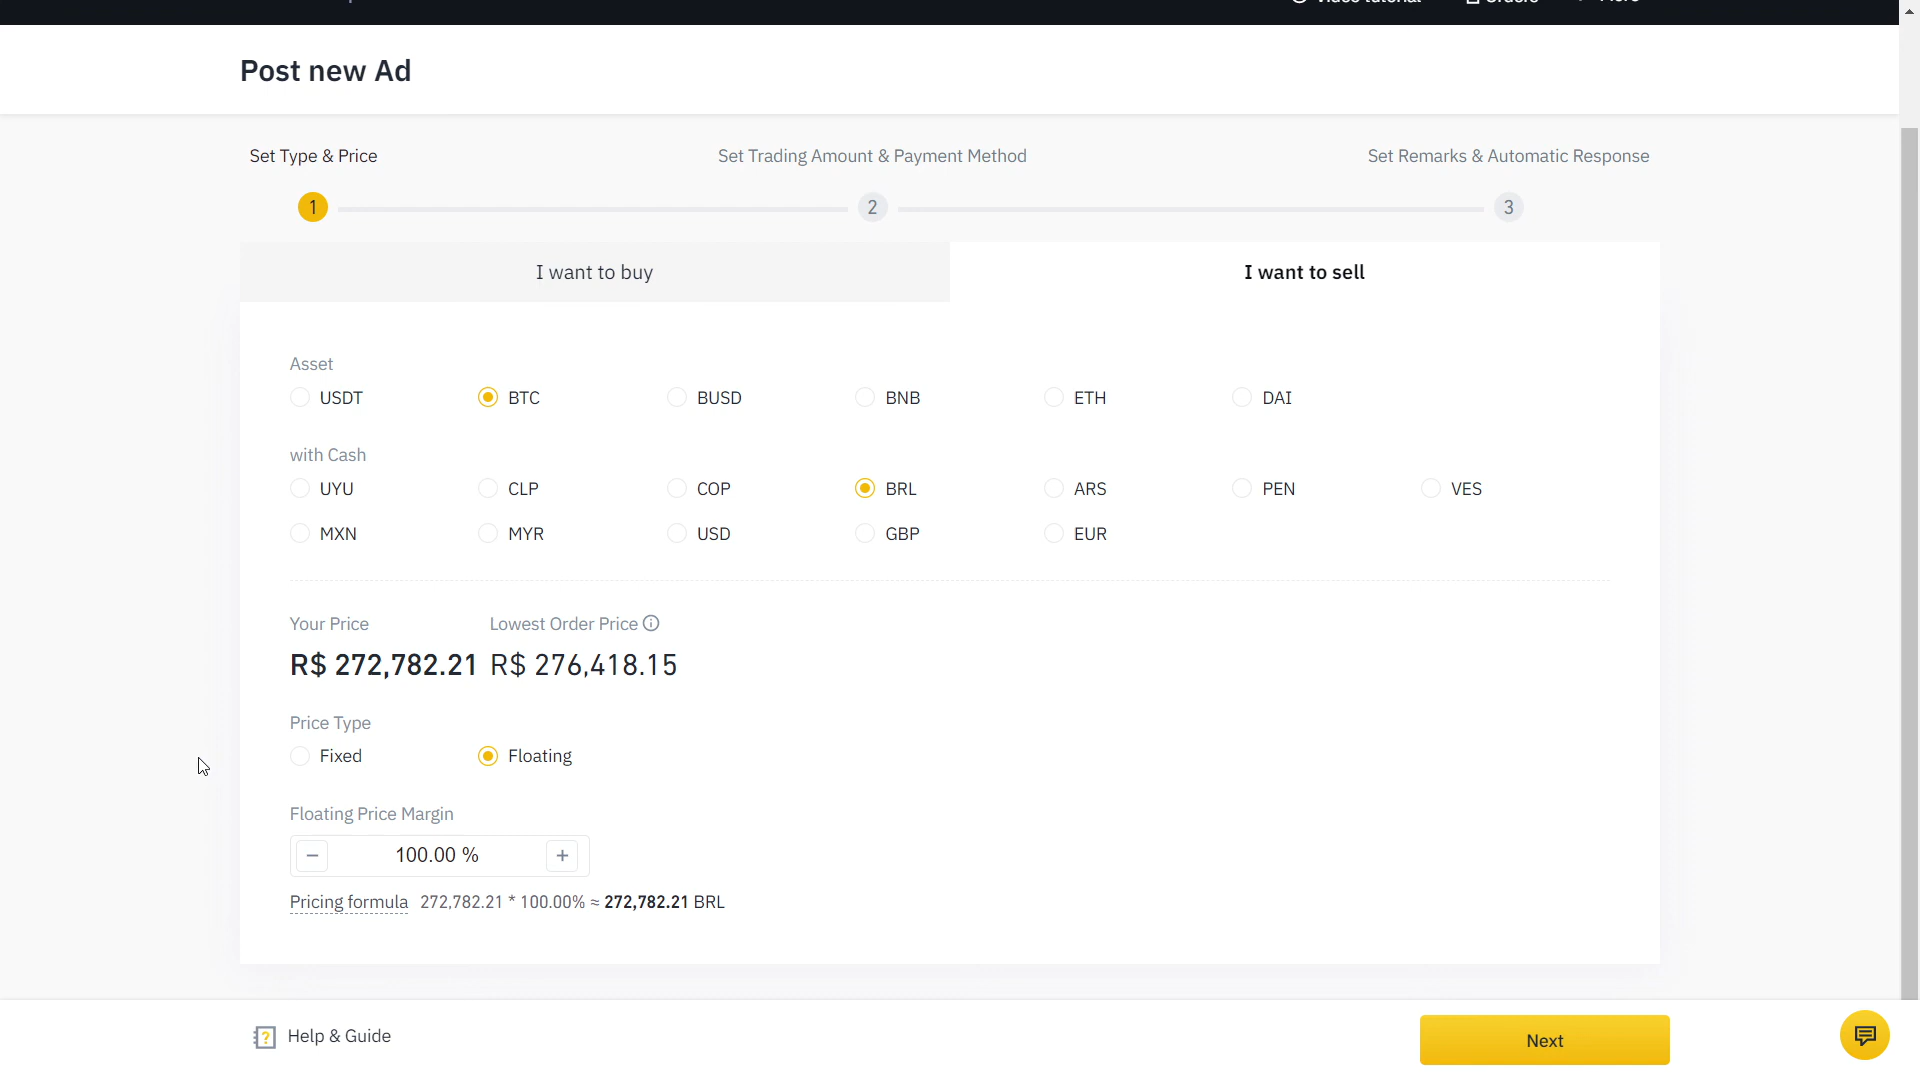 Post new Ad
Set Type & Price
Set Trading Amount & Payment Method
Set Remarks & Automatic Response
1
2
3
I want to buy
I want to sell
Asset
USDT BTC BUSD BNB ETH DAI
with Cash
UYU CLP COP BRL ARS PEN VES
MXN MYR USD GBP EUR
Your Price Lowest Order Price
R$ 272,782.21 R$ 276,418.15
Price Type
Fixed Floating
Floating Price Margin
− 100.00 % +
Pricing formula 272,782.21 * 100.00% ≈ 272,782.21 BRL
Help & Guide
Next